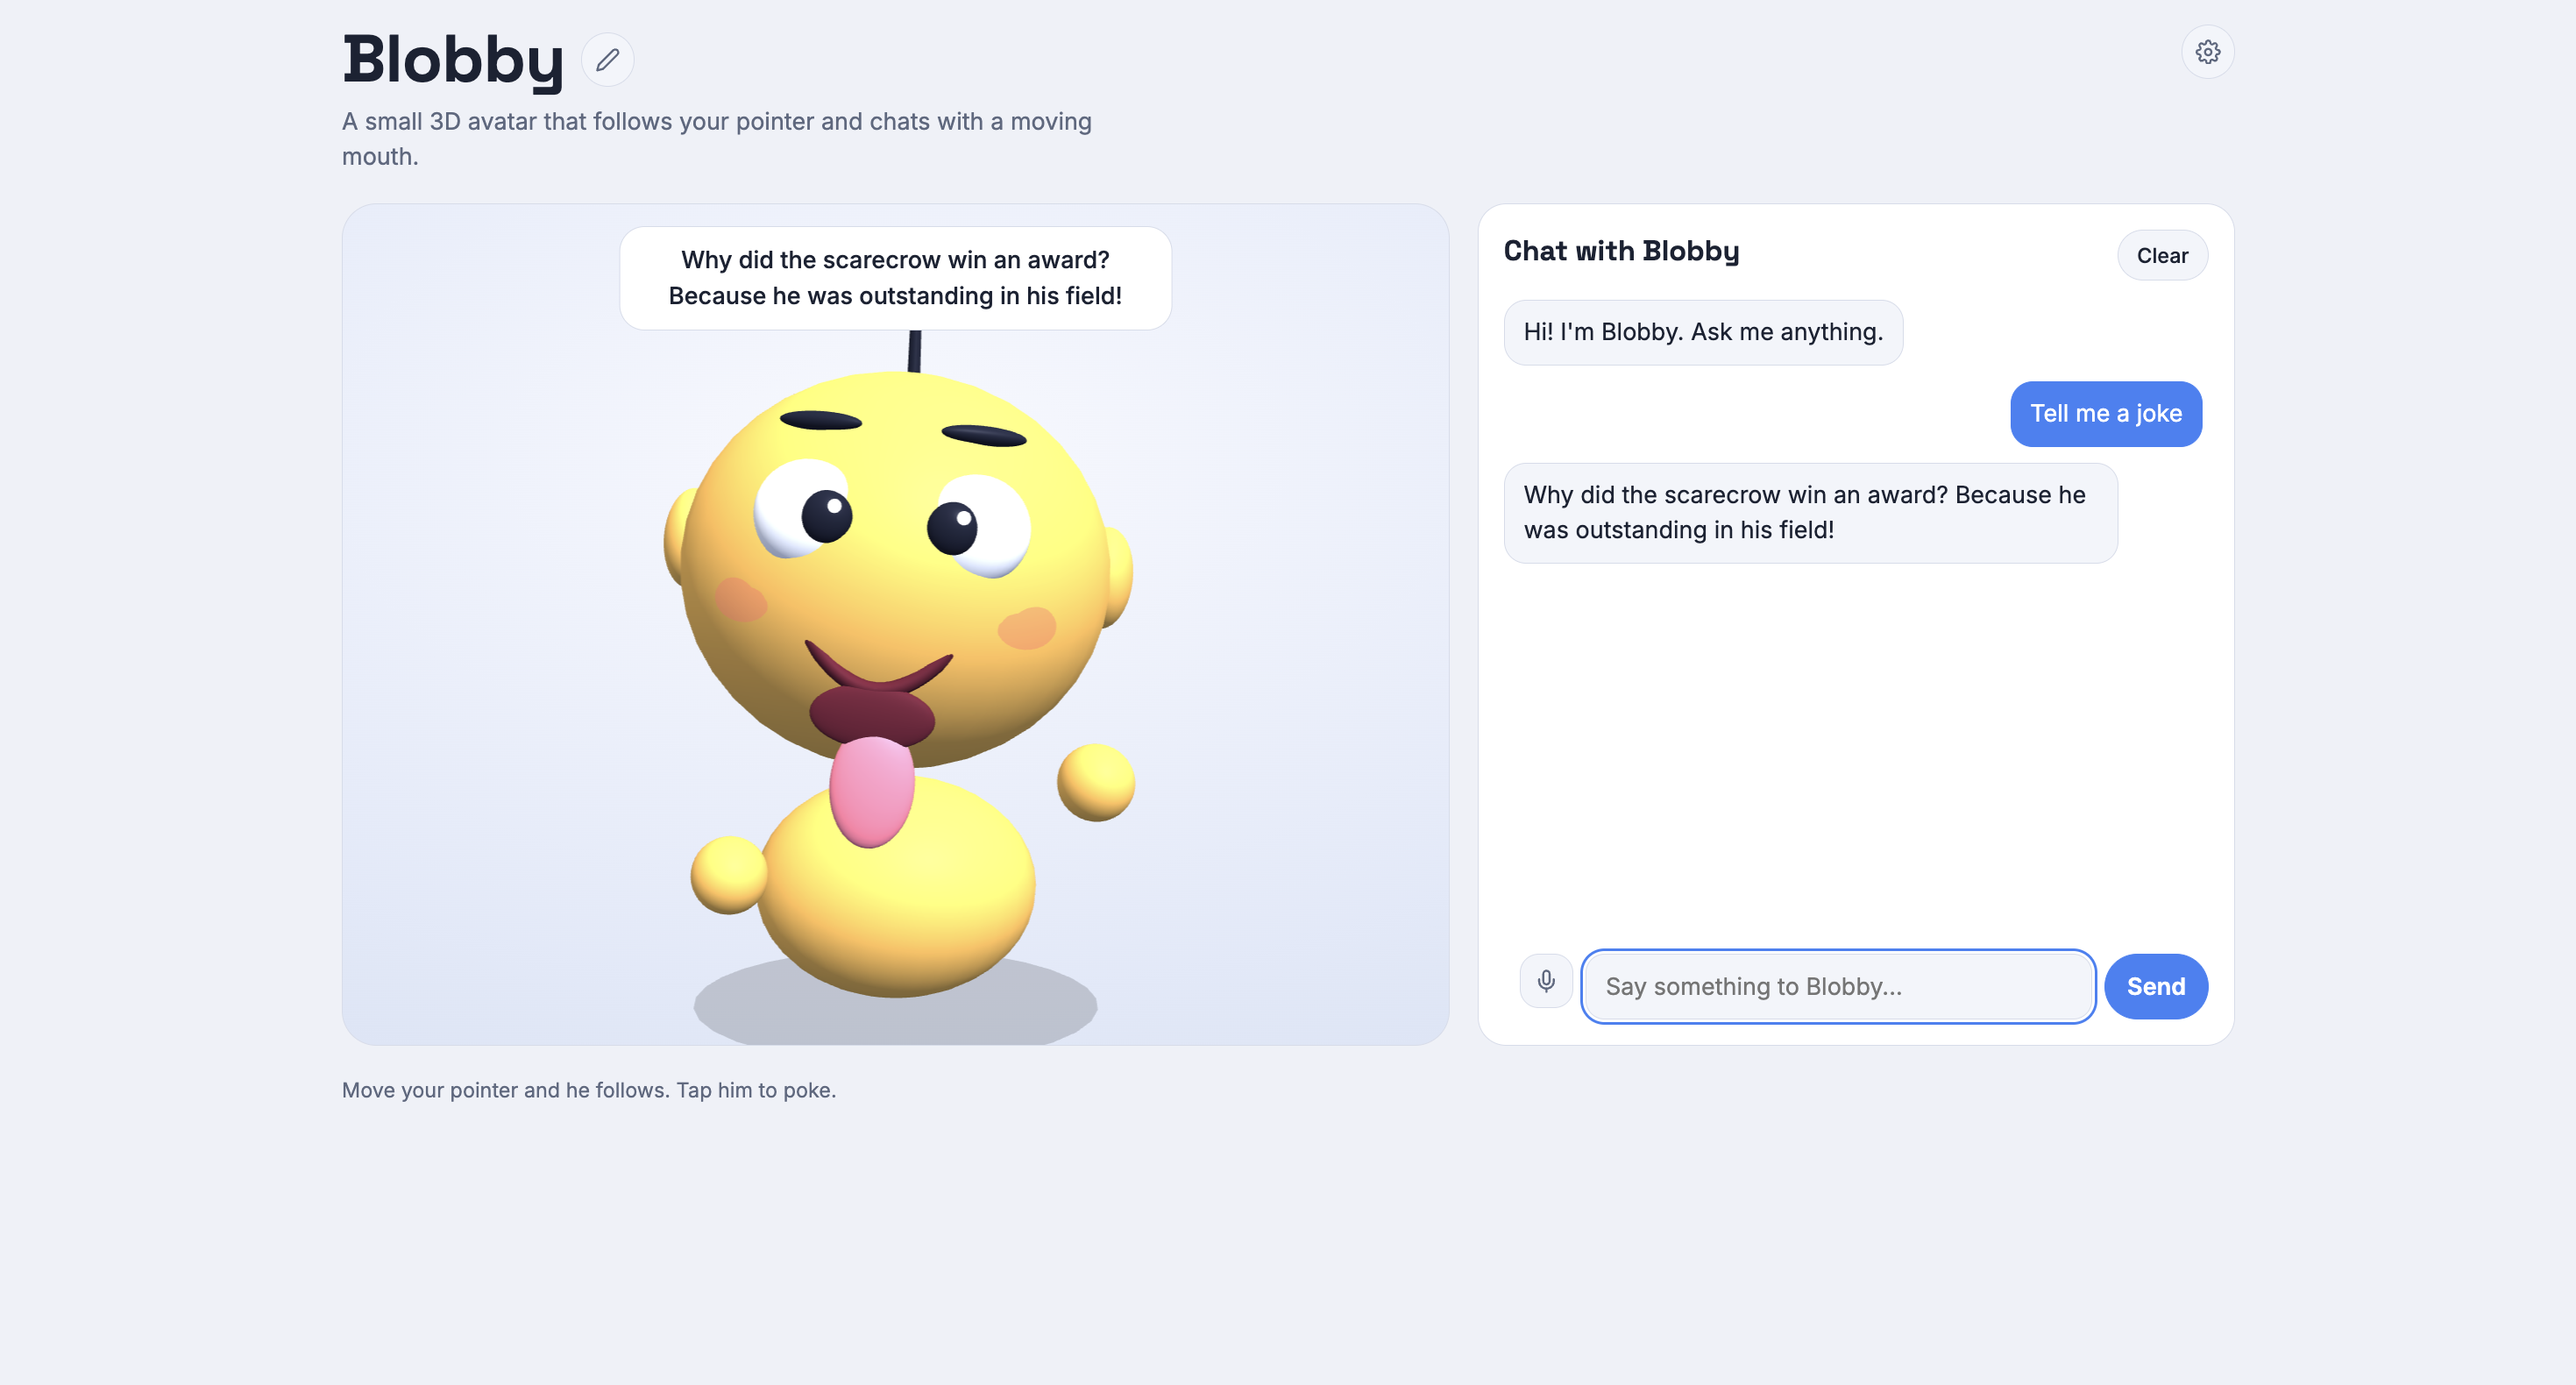 Blobby
A small 3D avatar that follows your pointer and chats with a moving
mouth.
Why did the scarecrow win an award?
Because he was outstanding in his field!
Chat with Blobby
Clear
Hi! I'm Blobby. Ask me anything.
Tell me a joke
Why did the scarecrow win an award? Because he
was outstanding in his field!
Say something to Blobby...
Send
Move your pointer and he follows. Tap him to poke.